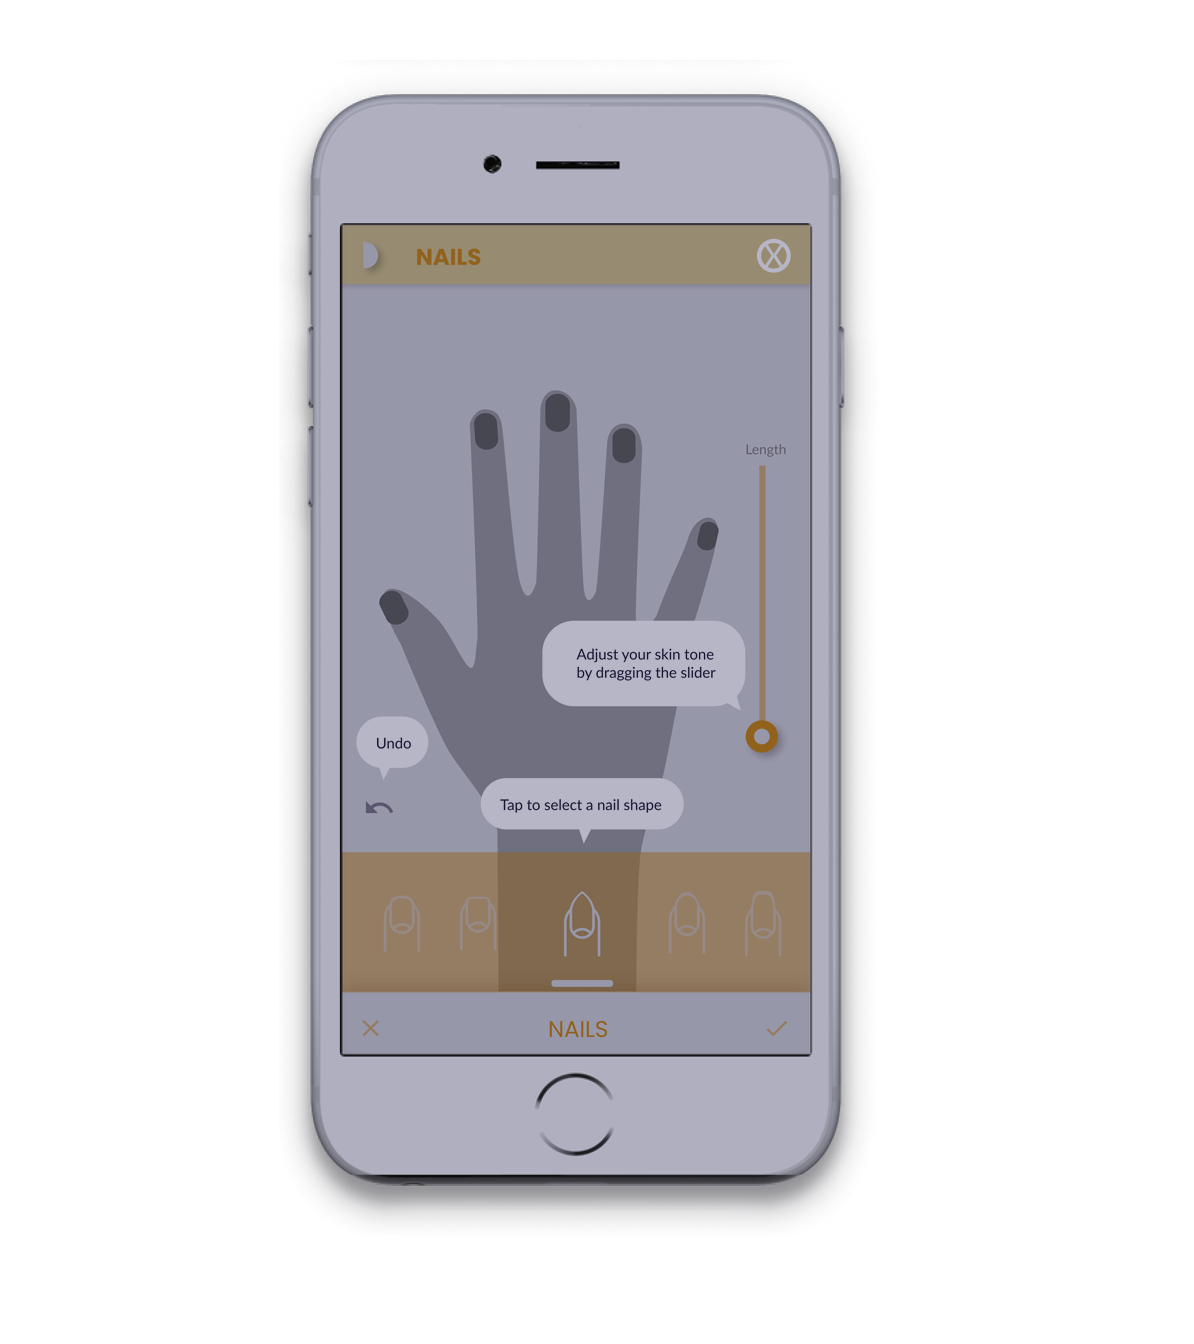 NAILS
Length
Adjust your skin tone
by dragging the slider
Undo
Tap to select a nail shape
NAILS